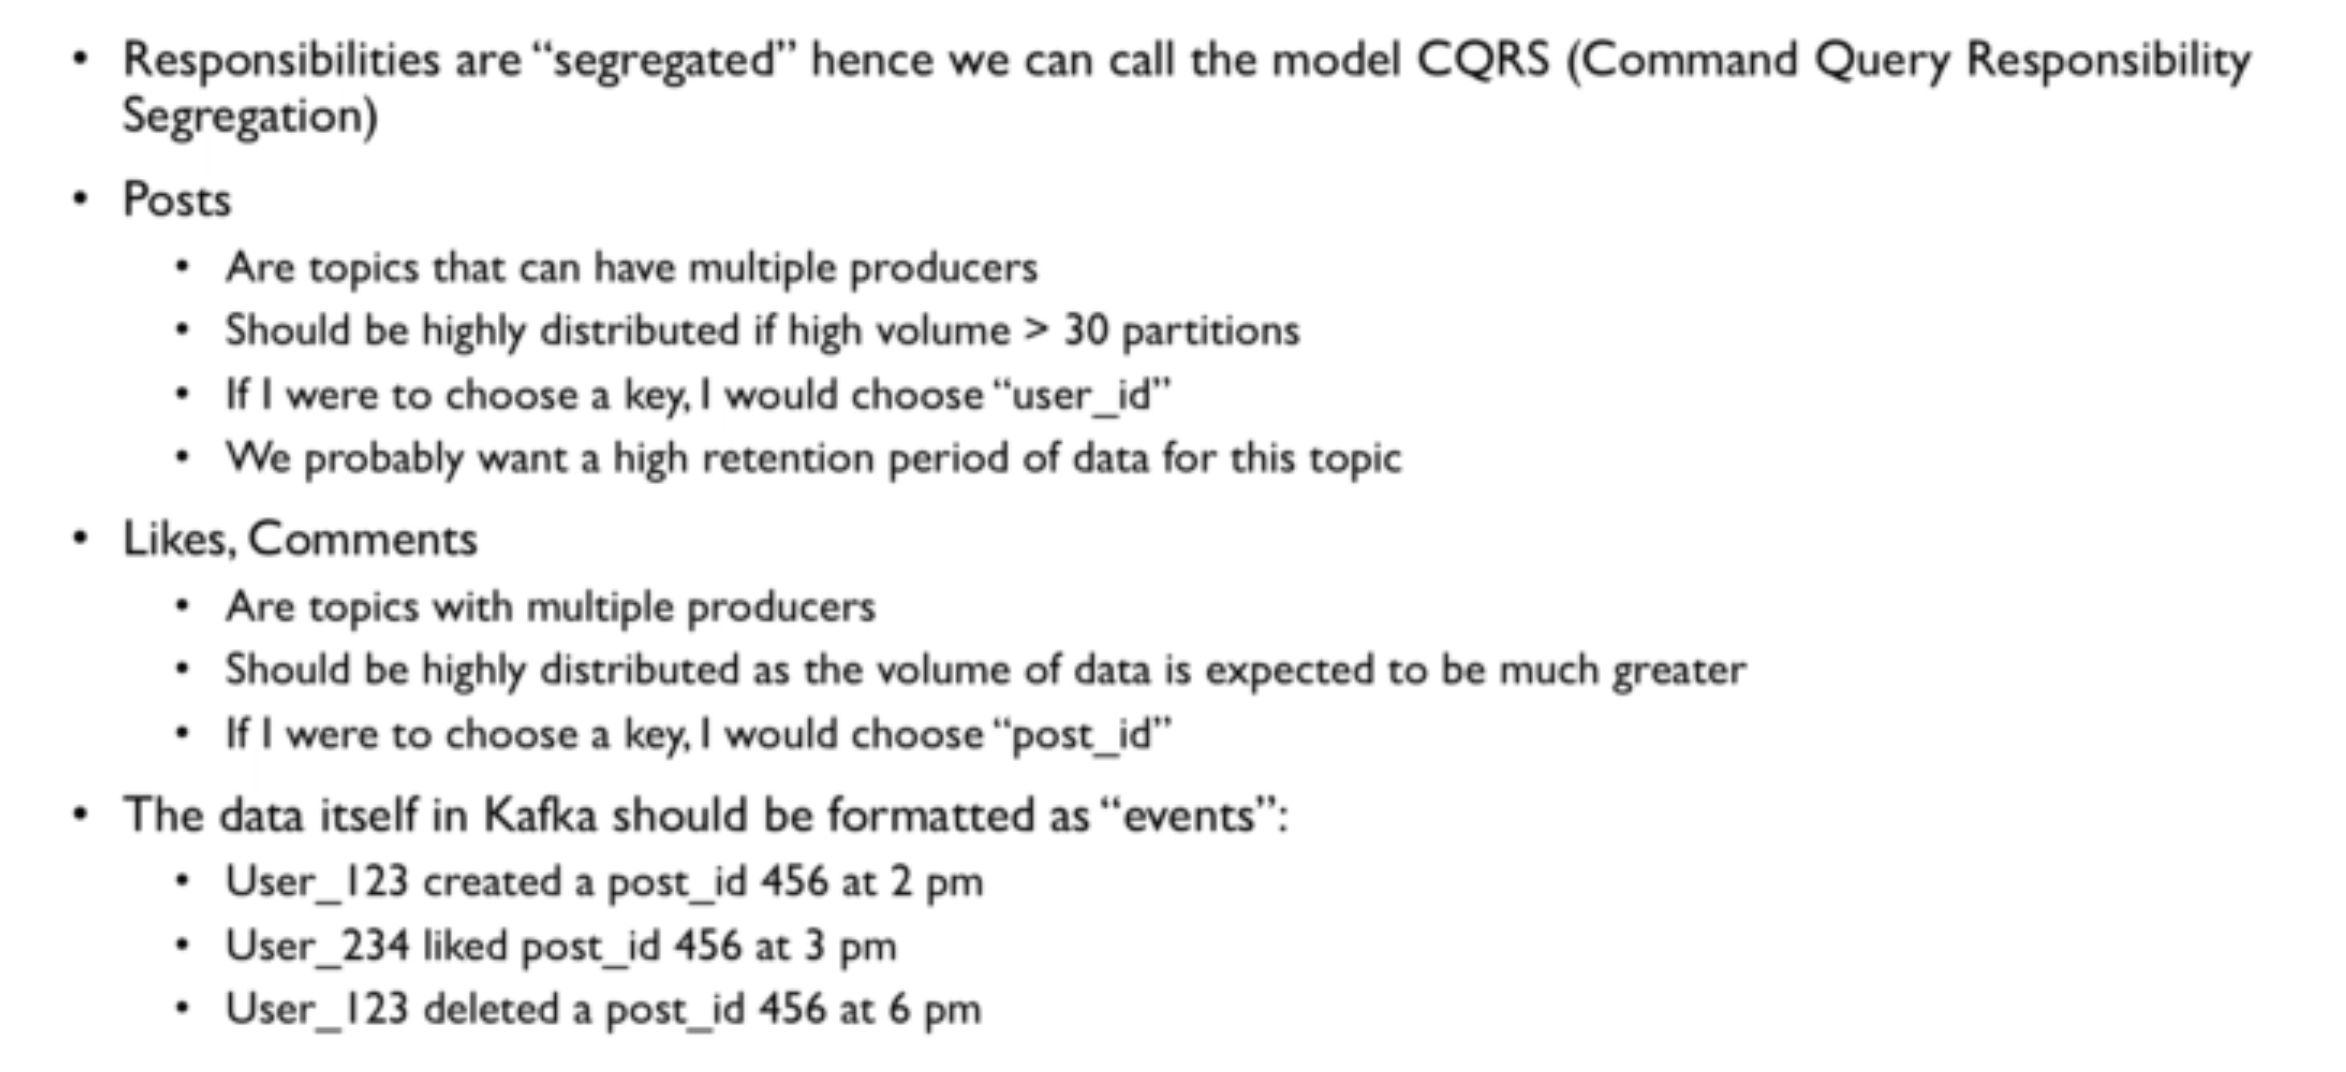 • Responsibilities are “segregated” hence we can call the model CQRS (Command Query Responsibility
Segregation)
• Posts
• Are topics that can have multiple producers
• Should be highly distributed if high volume > 30 partitions
• If I were to choose a key, I would choose “user_id”
• We probably want a high retention period of data for this topic
• Likes, Comments
• Are topics with multiple producers
• Should be highly distributed as the volume of data is expected to be much greater
• If I were to choose a key, I would choose “post_id”
• The data itself in Kafka should be formatted as “events”:
• User_123 created a post_id 456 at 2 pm
• User_234 liked post_id 456 at 3 pm
• User_123 deleted a post_id 456 at 6 pm